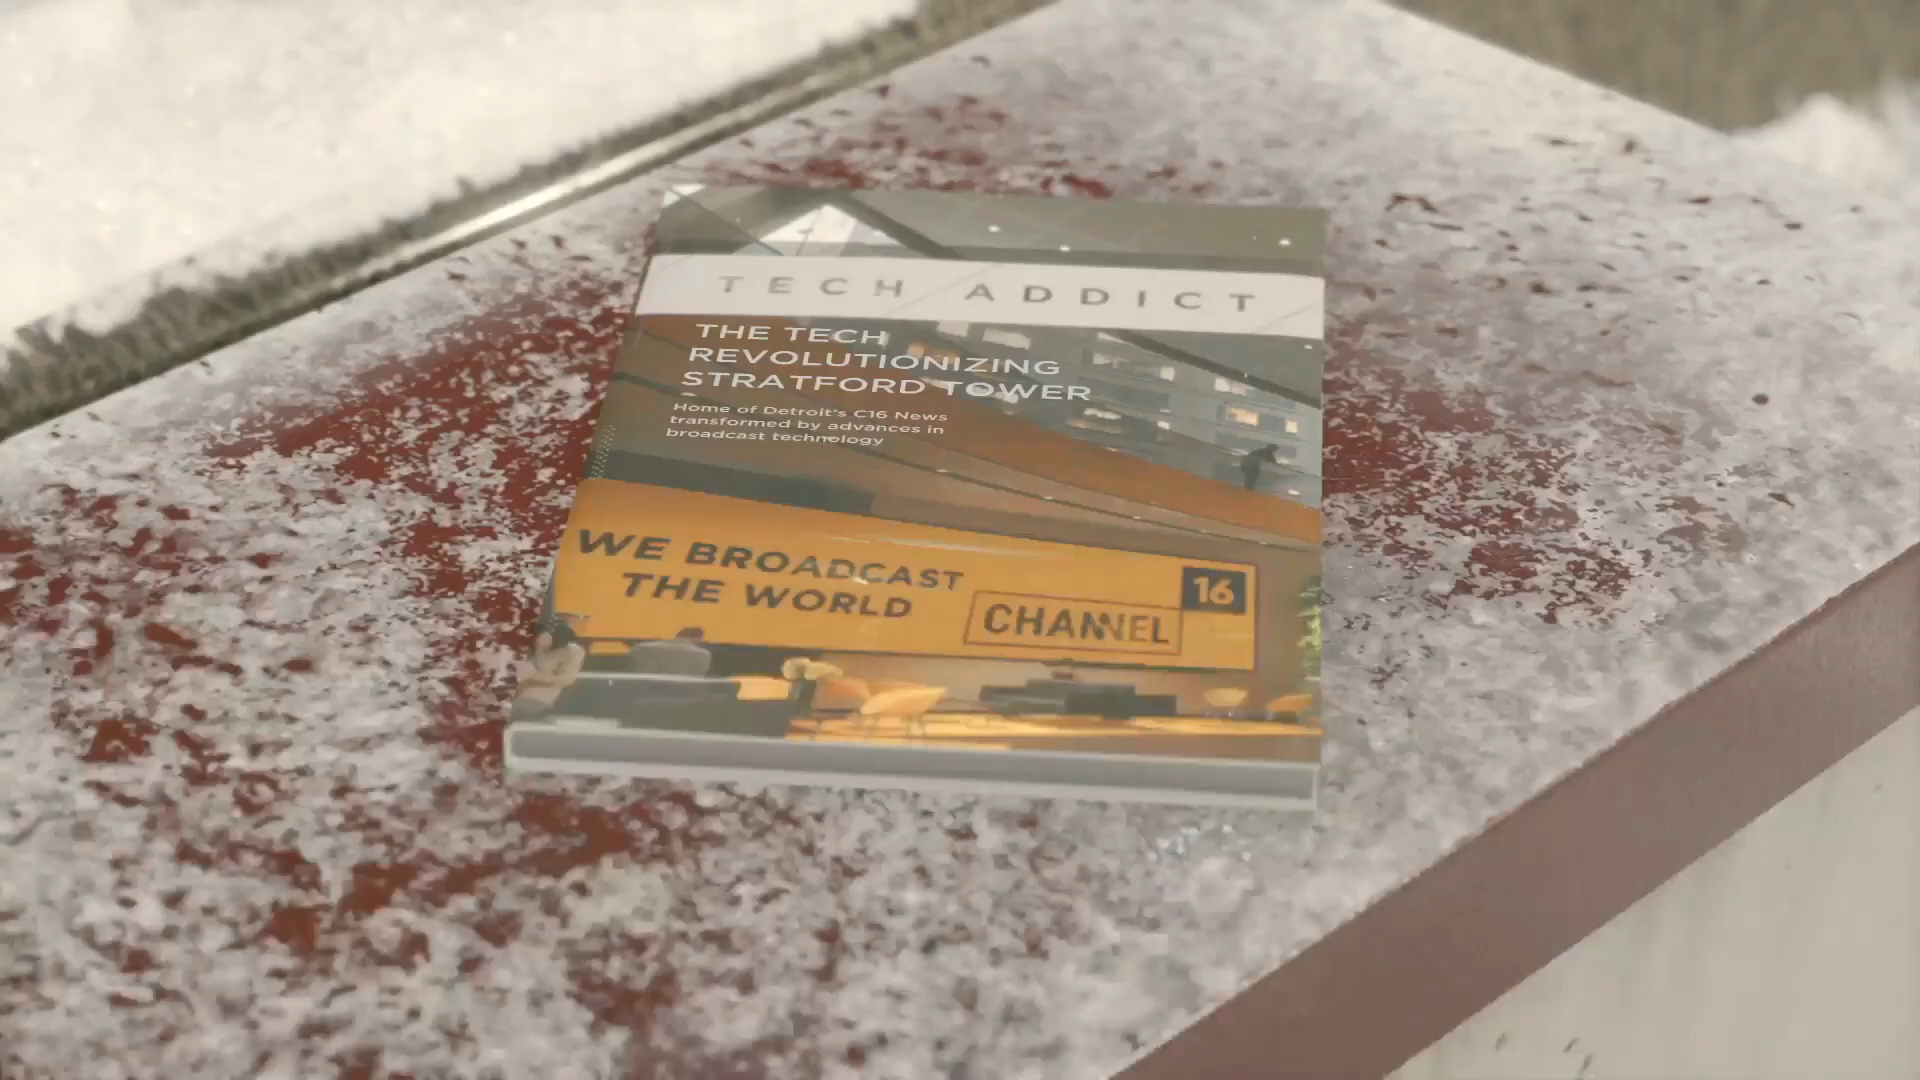 TECH ADDICT
THE TECH
REVOLUTIONIZING
STRATFORD TOWER
Home of Detroit's C16 News
transformed by advances in
broadcast technology
WE BROADCAST
THE WORLD
CHANNEL
16